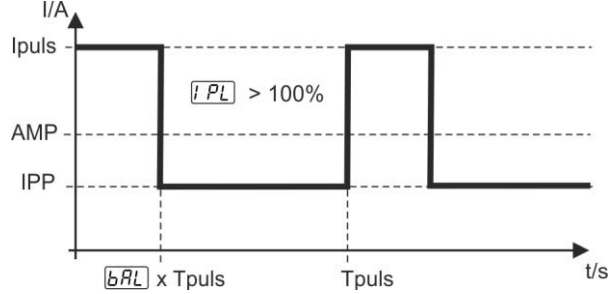 I/A
Ipuls
IPL > 100%
AMP
IPP
bAL x Tpuls
Tpuls
t/s